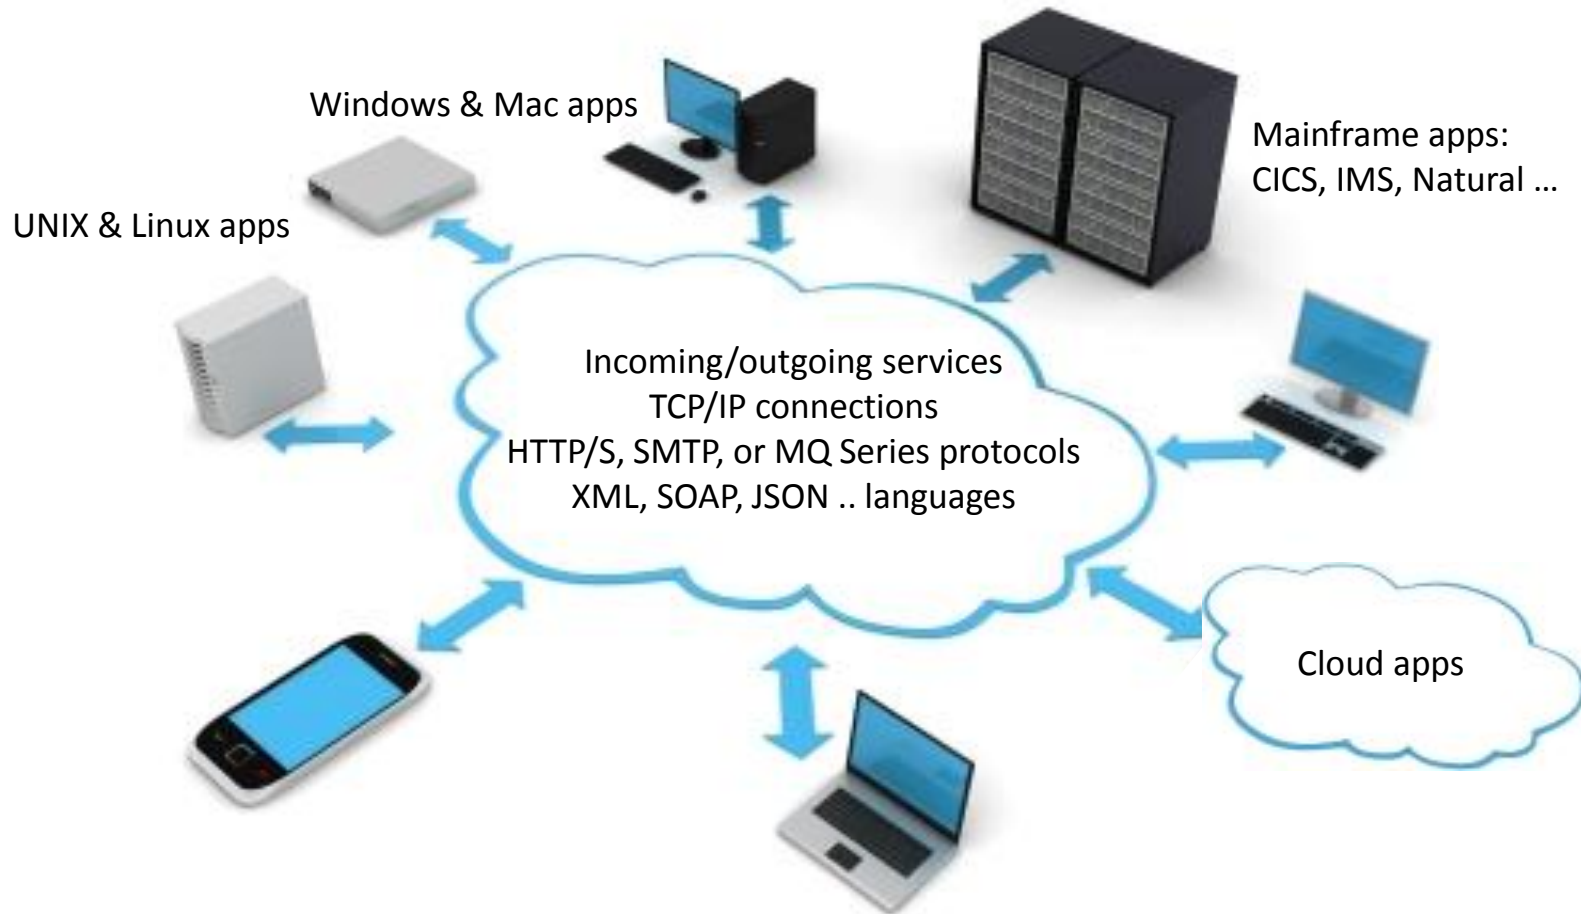 Windows & Mac apps
Mainframe apps:
CICS, IMS, Natural ...
UNIX & Linux apps
Incoming/outgoing services
TCP/IP connections
HTTP/S, SMTP, or MQ Series protocols
XML, SOAP, JSON .. languages
Cloud apps